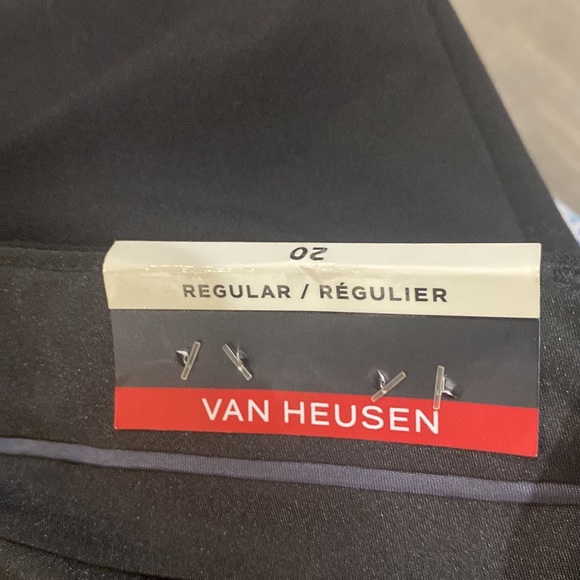 20
REGULAR / RÉGULIER
VAN HEUSEN